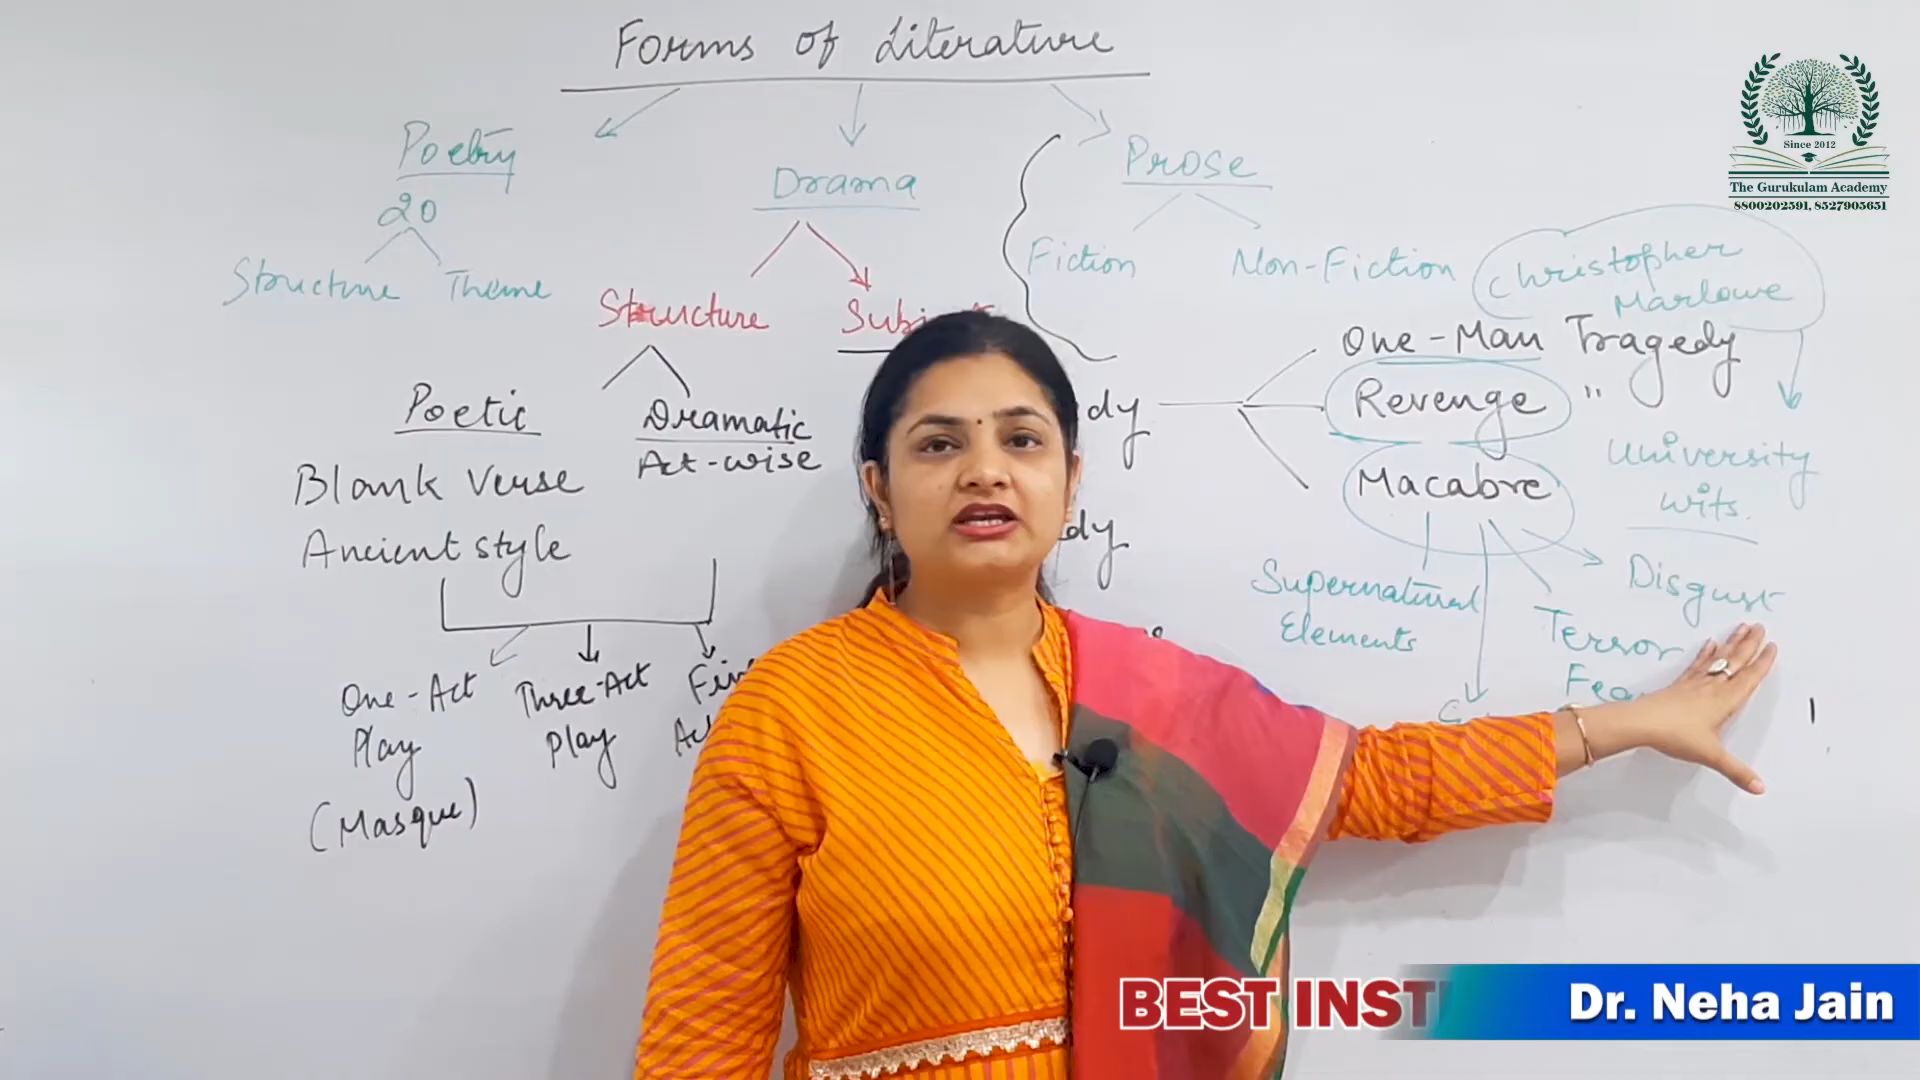 Forms of Literature
Poetry
20
Structure Theme
Drama
Structure
Prose
Fiction
Non-Fiction
Christopher
Marlowe
One-Man Tragedy
Revenge "
Macabre
University
wits.
Supernatural
Elements
Terror
Disgust
Poetic
Blank Verse
Ancient style
Dramatic
Act-wise
One-Act
Play
(Masque)
Three-Act
Play
Since 2012
The Gurukulam Academy
8800202591, 8527905651
BEST INST
Dr. Neha Jain